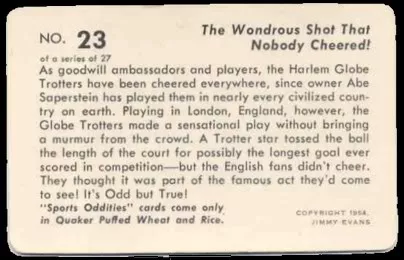 NO. 23
of a series of 27
The Wondrous Shot That
Nobody Cheered!
As goodwill ambassadors and players, the Harlem Globe
Trotters have been cheered everywhere, since owner Abe
Saperstein has played them in nearly every civilized coun-
try on earth. Playing in London, England, however, the
Globe Trotters made a sensational play without bringing
a murmur from the crowd. A Trotter star tossed the ball
the length of the court for possibly the longest goal ever
scored in competition—but the English fans didn't cheer.
They thought it was part of the famous act they'd come
to see! It's Odd but True!
"Sports Oddities" cards come only
in Quaker Puffed Wheat and Rice.
COPYRIGHT 1954,
JIMMY EVANS